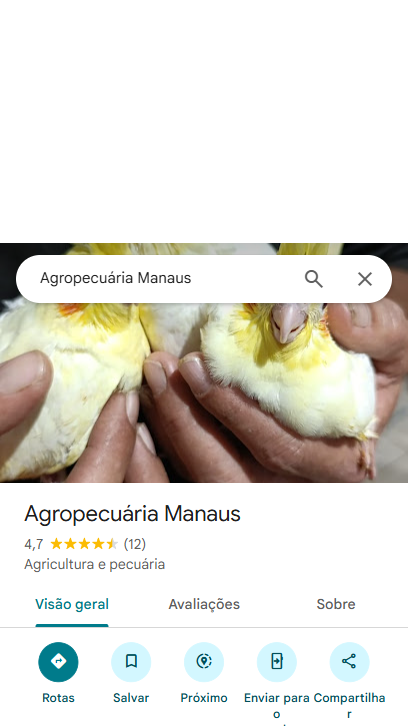 Agropecuária Manaus
Agropecuária Manaus
4,7 (12)
Agricultura e pecuária
Visão geral Avaliações Sobre
Rotas Salvar Próximo Enviar para o Compartilhar